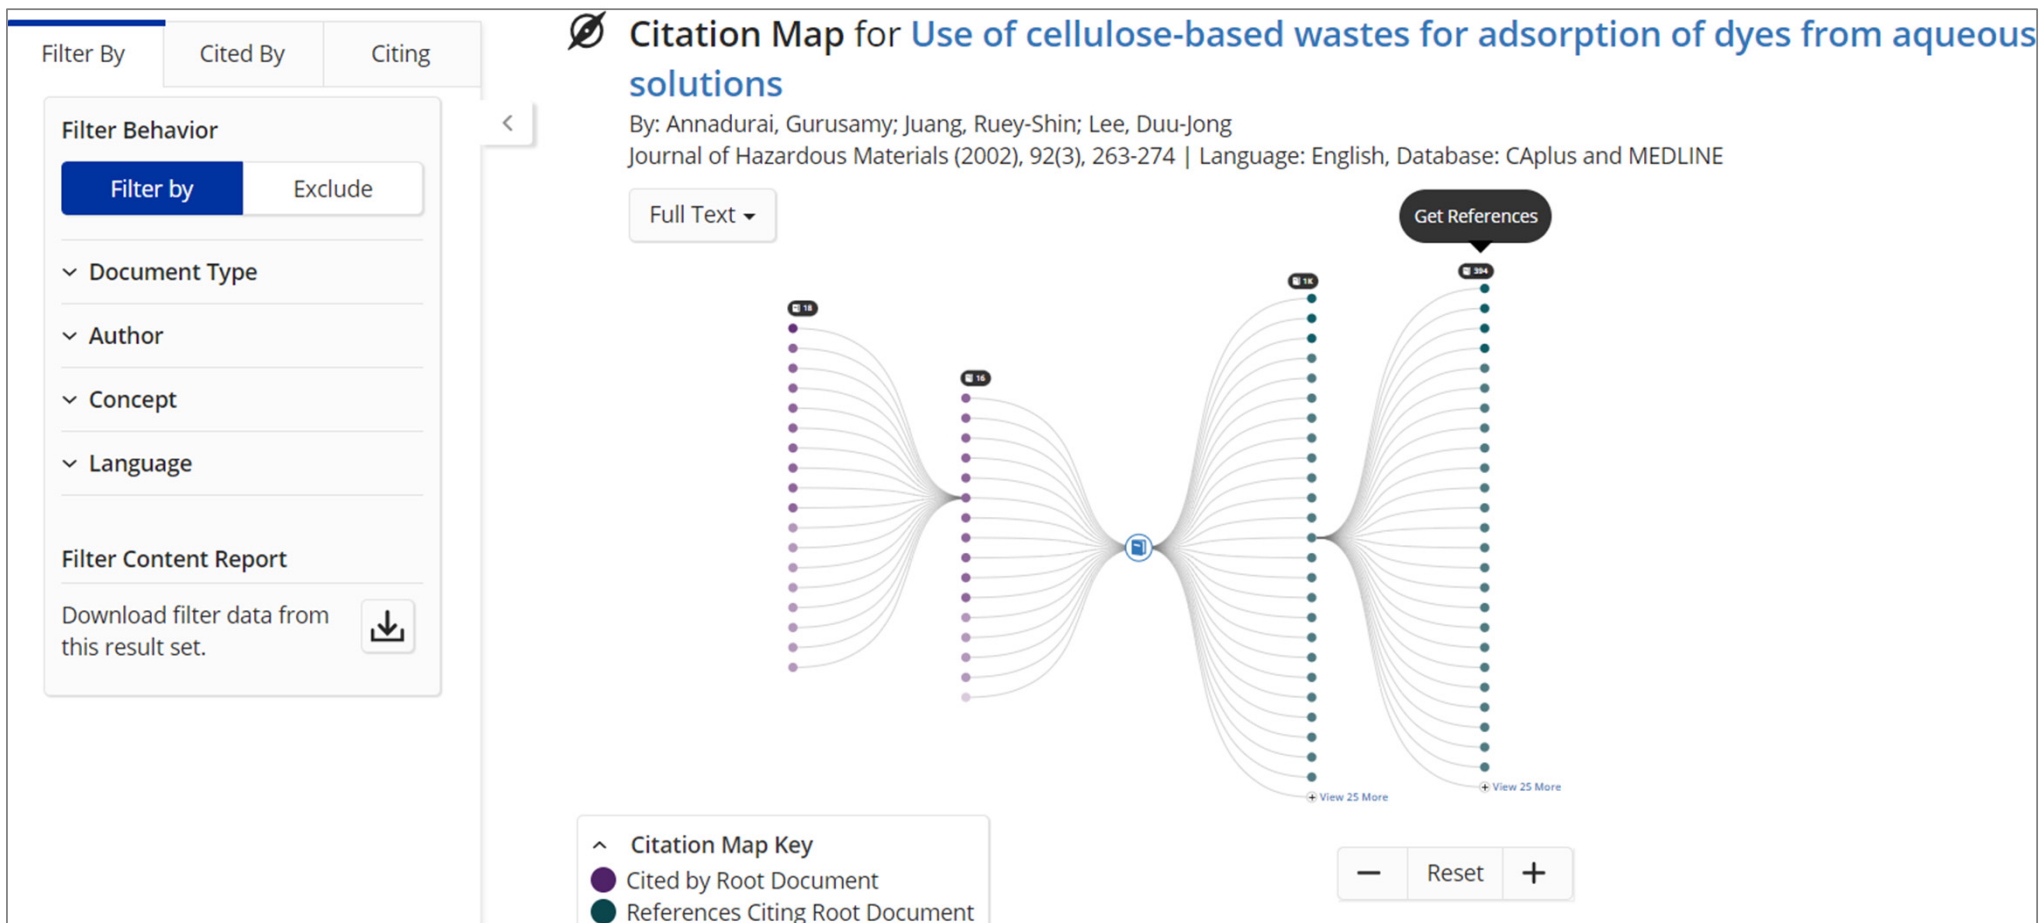 Filter By
Cited By
Citing
Filter Behavior
Filter by
Exclude
Document Type
Author
Concept
Language
Filter Content Report
Download filter data from
this result set.
Citation Map for Use of cellulose-based wastes for adsorption of dyes from aqueous
solutions
By: Annadurai, Gurusamy; Juang, Ruey-Shin; Lee, Duu-Jong
Journal of Hazardous Materials (2002), 92(3), 263-274 | Language: English, Database: CAplus and MEDLINE
Full Text
Get References
18
16
1K
394
View 25 More
View 25 More
Citation Map Key
Cited by Root Document
References Citing Root Document
Reset